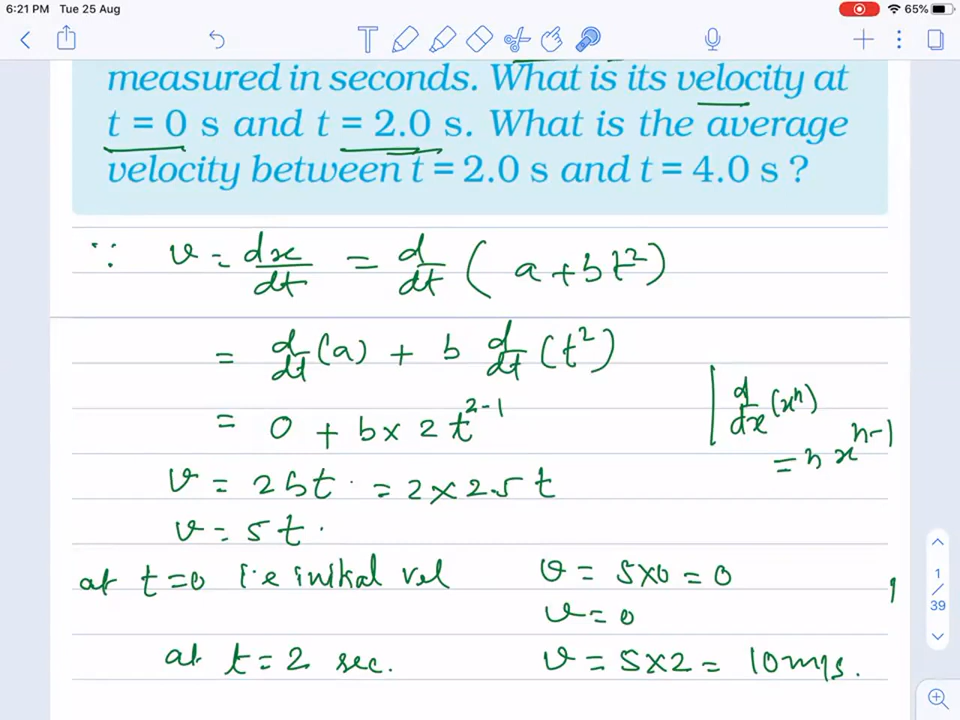 6:21 PM Tue 25 Aug
65%
measured in seconds. What is its velocity at
t = 0 s and t = 2.0 s. What is the average
velocity between t = 2.0 s and t = 4.0 s ?
∵ v = dx/dt = d/dt (a + bt²)
= d/dt (a) + b d/dt (t²)
= 0 + b × 2 t^(2-1)
d/dx (xⁿ)
= n x^(n-1)
v = 2bt = 2 × 2.5 t
v = 5t
at t=0 i.e initial vel v = 5×0 = 0
v = 0
at t = 2 sec. v = 5×2 = 10 m/s.
1
/
39